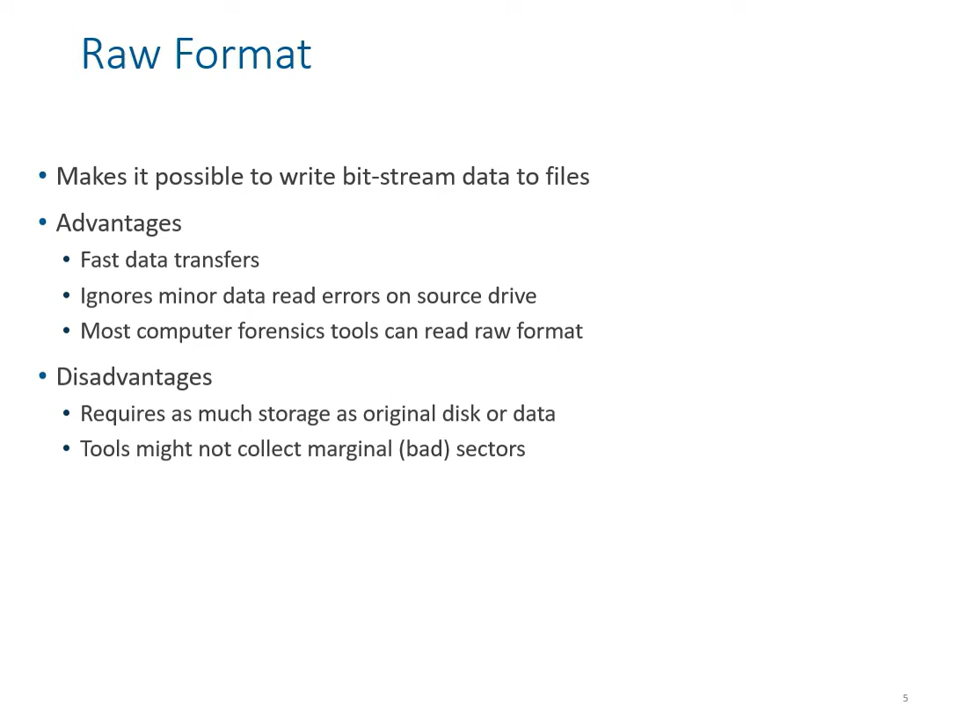 Raw Format
• Makes it possible to write bit-stream data to files
• Advantages
• Fast data transfers
• Ignores minor data read errors on source drive
• Most computer forensics tools can read raw format
• Disadvantages
• Requires as much storage as original disk or data
• Tools might not collect marginal (bad) sectors
5